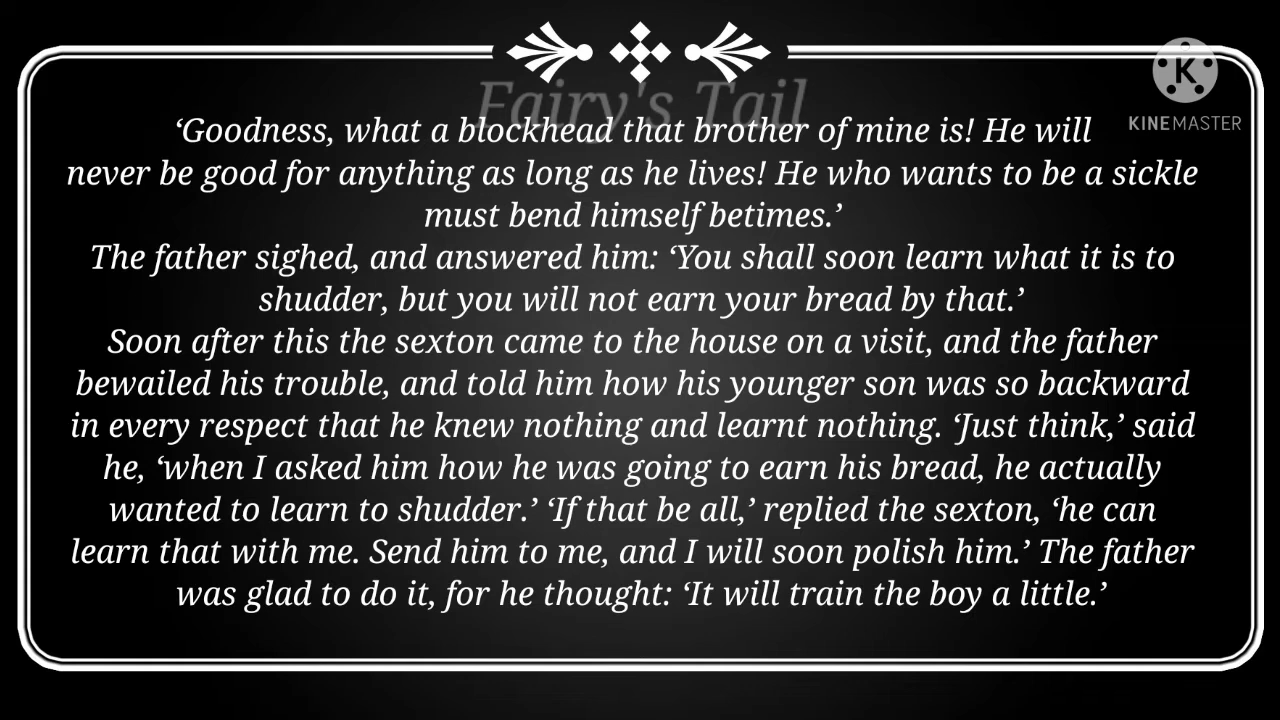 Fairy's Tail
‘Goodness, what a blockhead that brother of mine is! He will
never be good for anything as long as he lives! He who wants to be a sickle
must bend himself betimes.’
The father sighed, and answered him: ‘You shall soon learn what it is to
shudder, but you will not earn your bread by that.’
Soon after this the sexton came to the house on a visit, and the father
bewailed his trouble, and told him how his younger son was so backward
in every respect that he knew nothing and learnt nothing. ‘Just think,’ said
he, ‘when I asked him how he was going to earn his bread, he actually
wanted to learn to shudder.’ ‘If that be all,’ replied the sexton, ‘he can
learn that with me. Send him to me, and I will soon polish him.’ The father
was glad to do it, for he thought: ‘It will train the boy a little.’
K
KINEMASTER